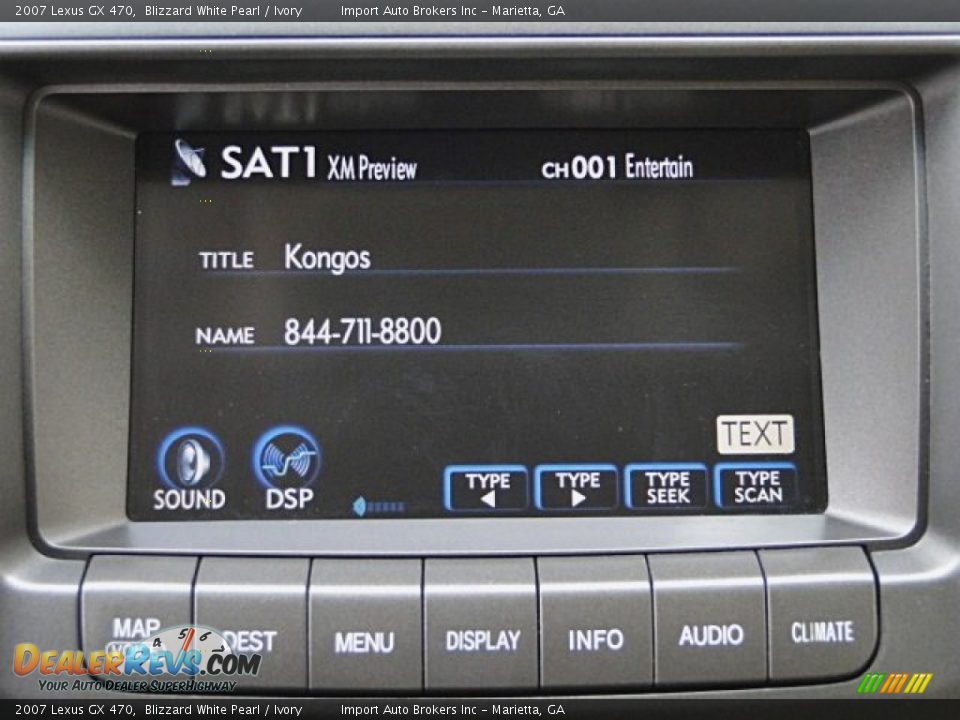 2007 Lexus GX 470, Blizzard White Pearl / Ivory Import Auto Brokers Inc - Marietta, GA
SAT1 XM Preview CH001 Entertain
TITLE Kongos
NAME 844-711-8800
TEXT
SOUND DSP TYPE TYPE TYPE SEEK TYPE SCAN
MAP DEST MENU DISPLAY INFO AUDIO CLIMATE
4 5 6
DealerRevs.com
Your Auto Dealer SuperHighway
2007 Lexus GX 470, Blizzard White Pearl / Ivory Import Auto Brokers Inc - Marietta, GA